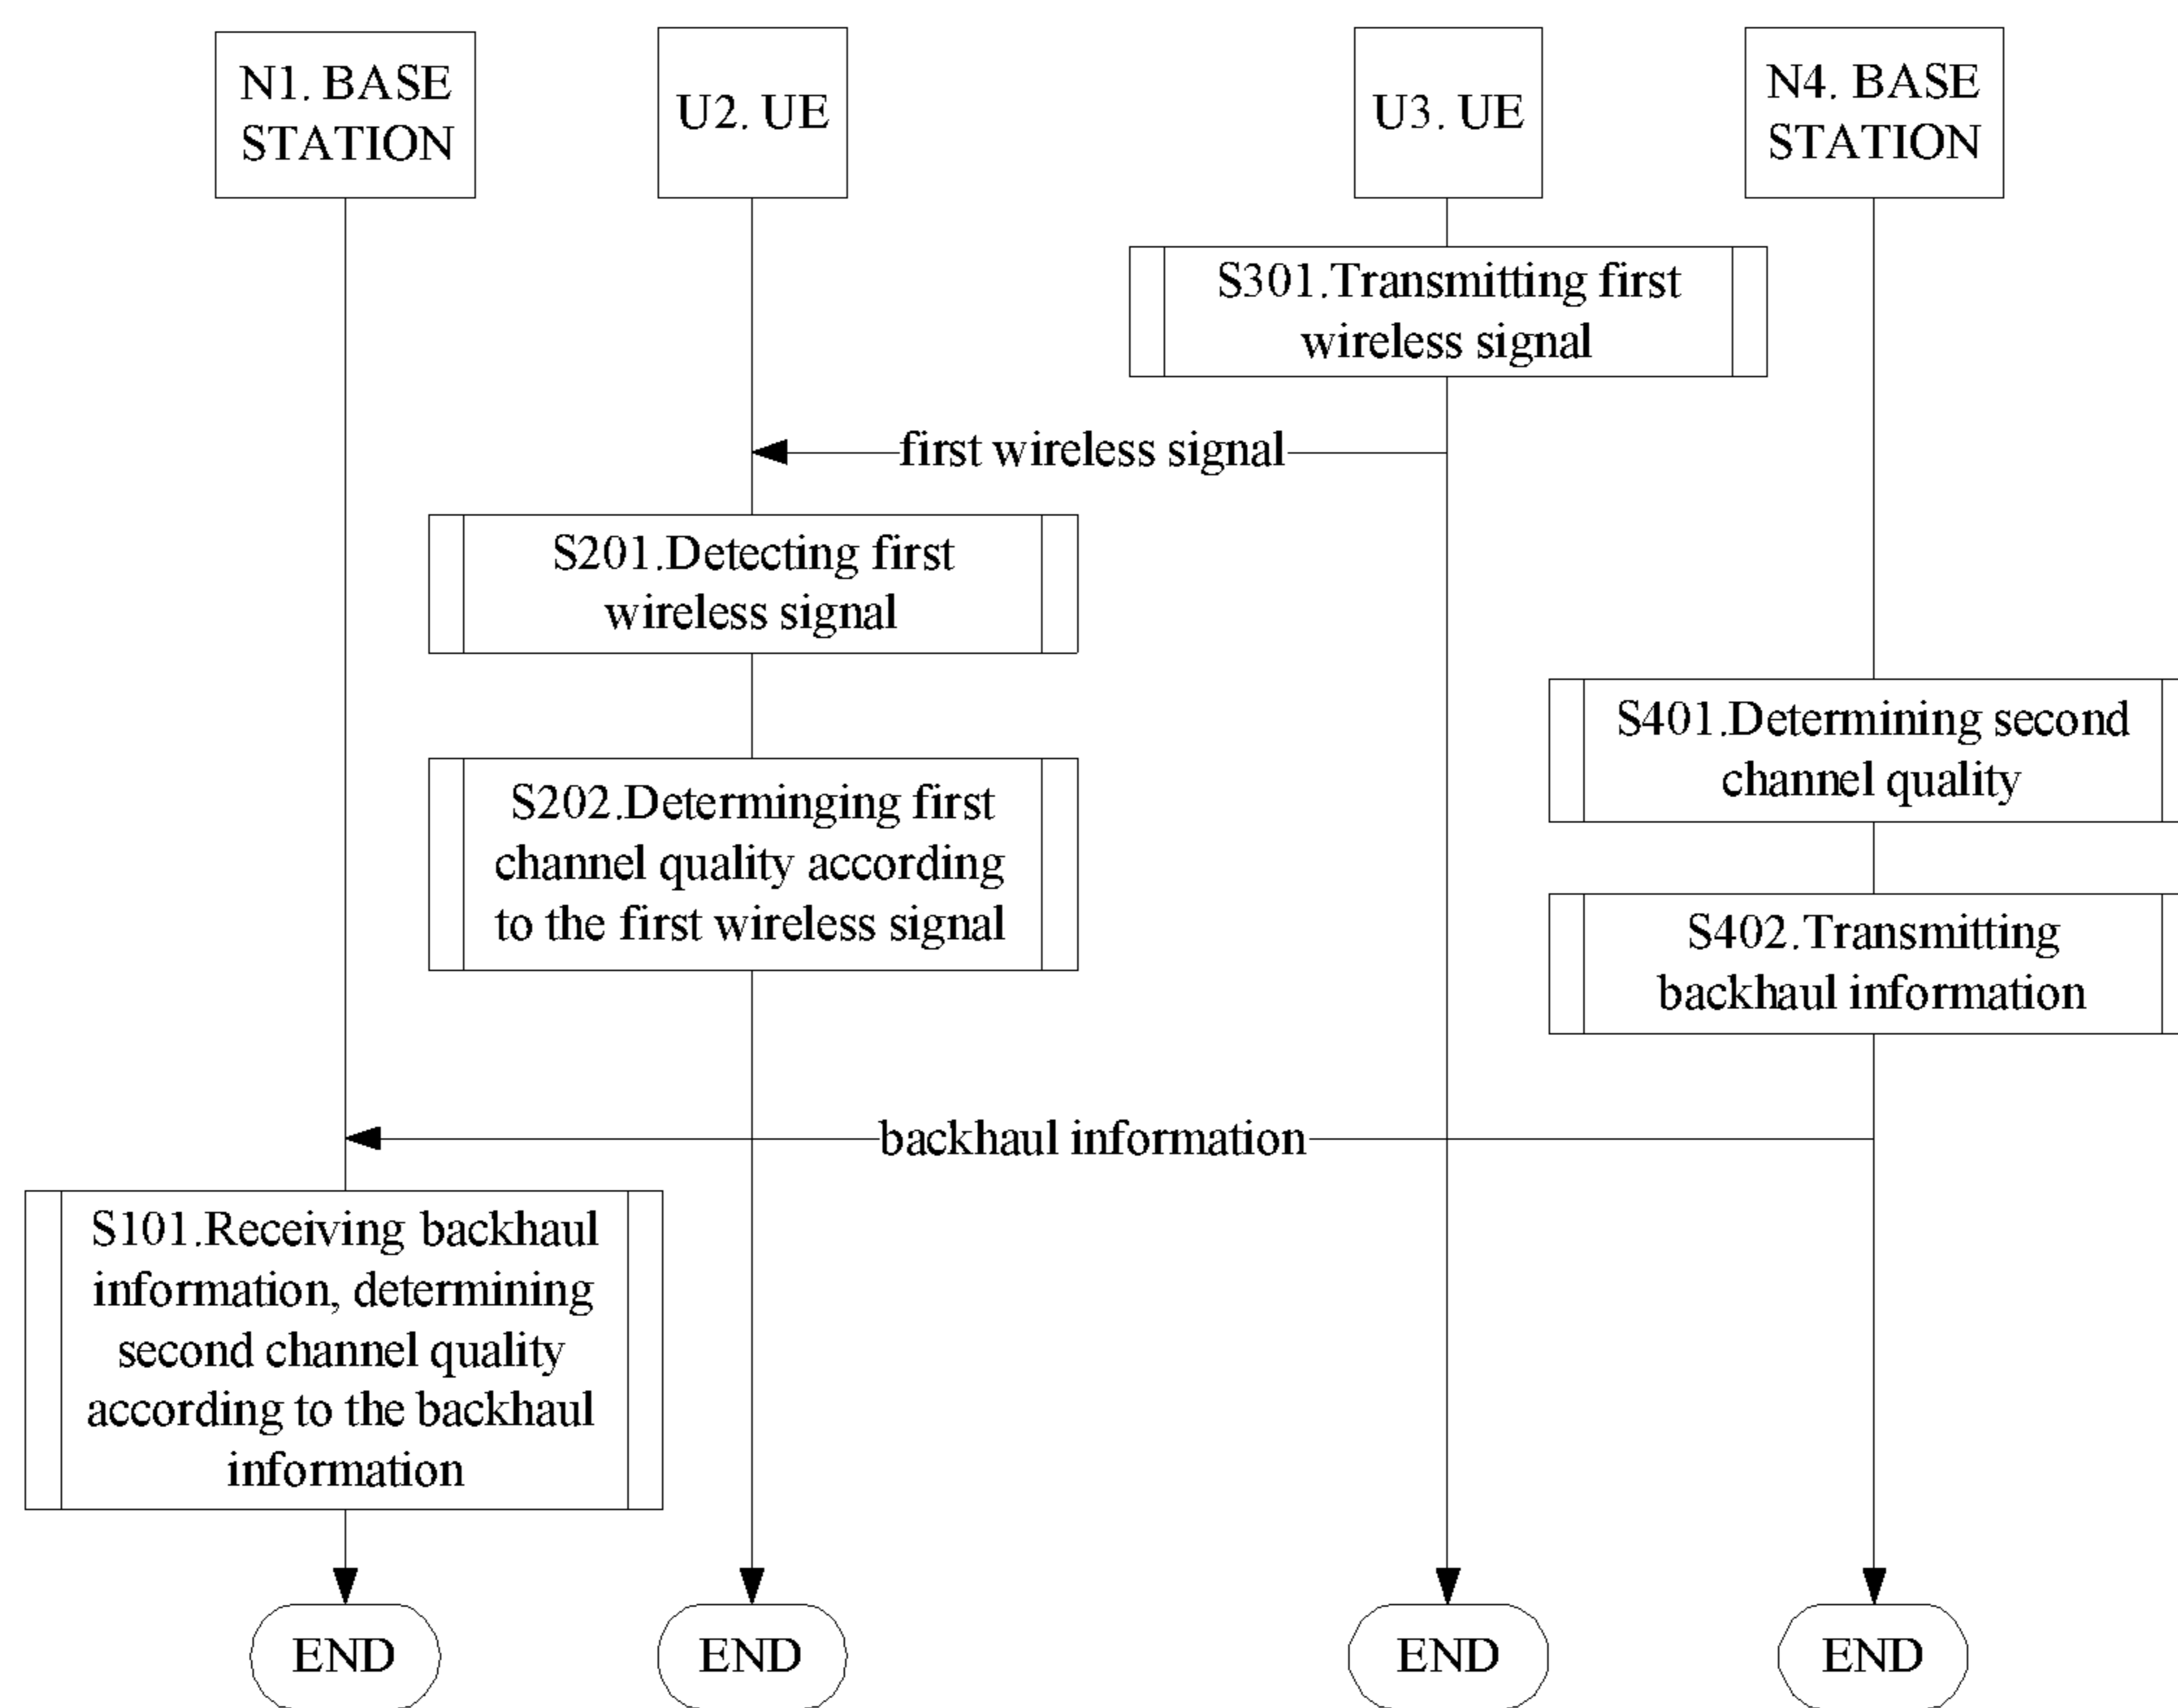 N1. BASE
STATION
U2. UE
U3. UE
N4. BASE
STATION
S301.Transmitting first
wireless signal
first wireless signal
S201.Detecting first
wireless signal
S401.Determining second
channel quality
S202.Determinging first
channel quality according
to the first wireless signal
S402.Transmitting
backhaul information
backhaul information
S101.Receiving backhaul
information, determining
second channel quality
according to the backhaul
information
END
END
END
END